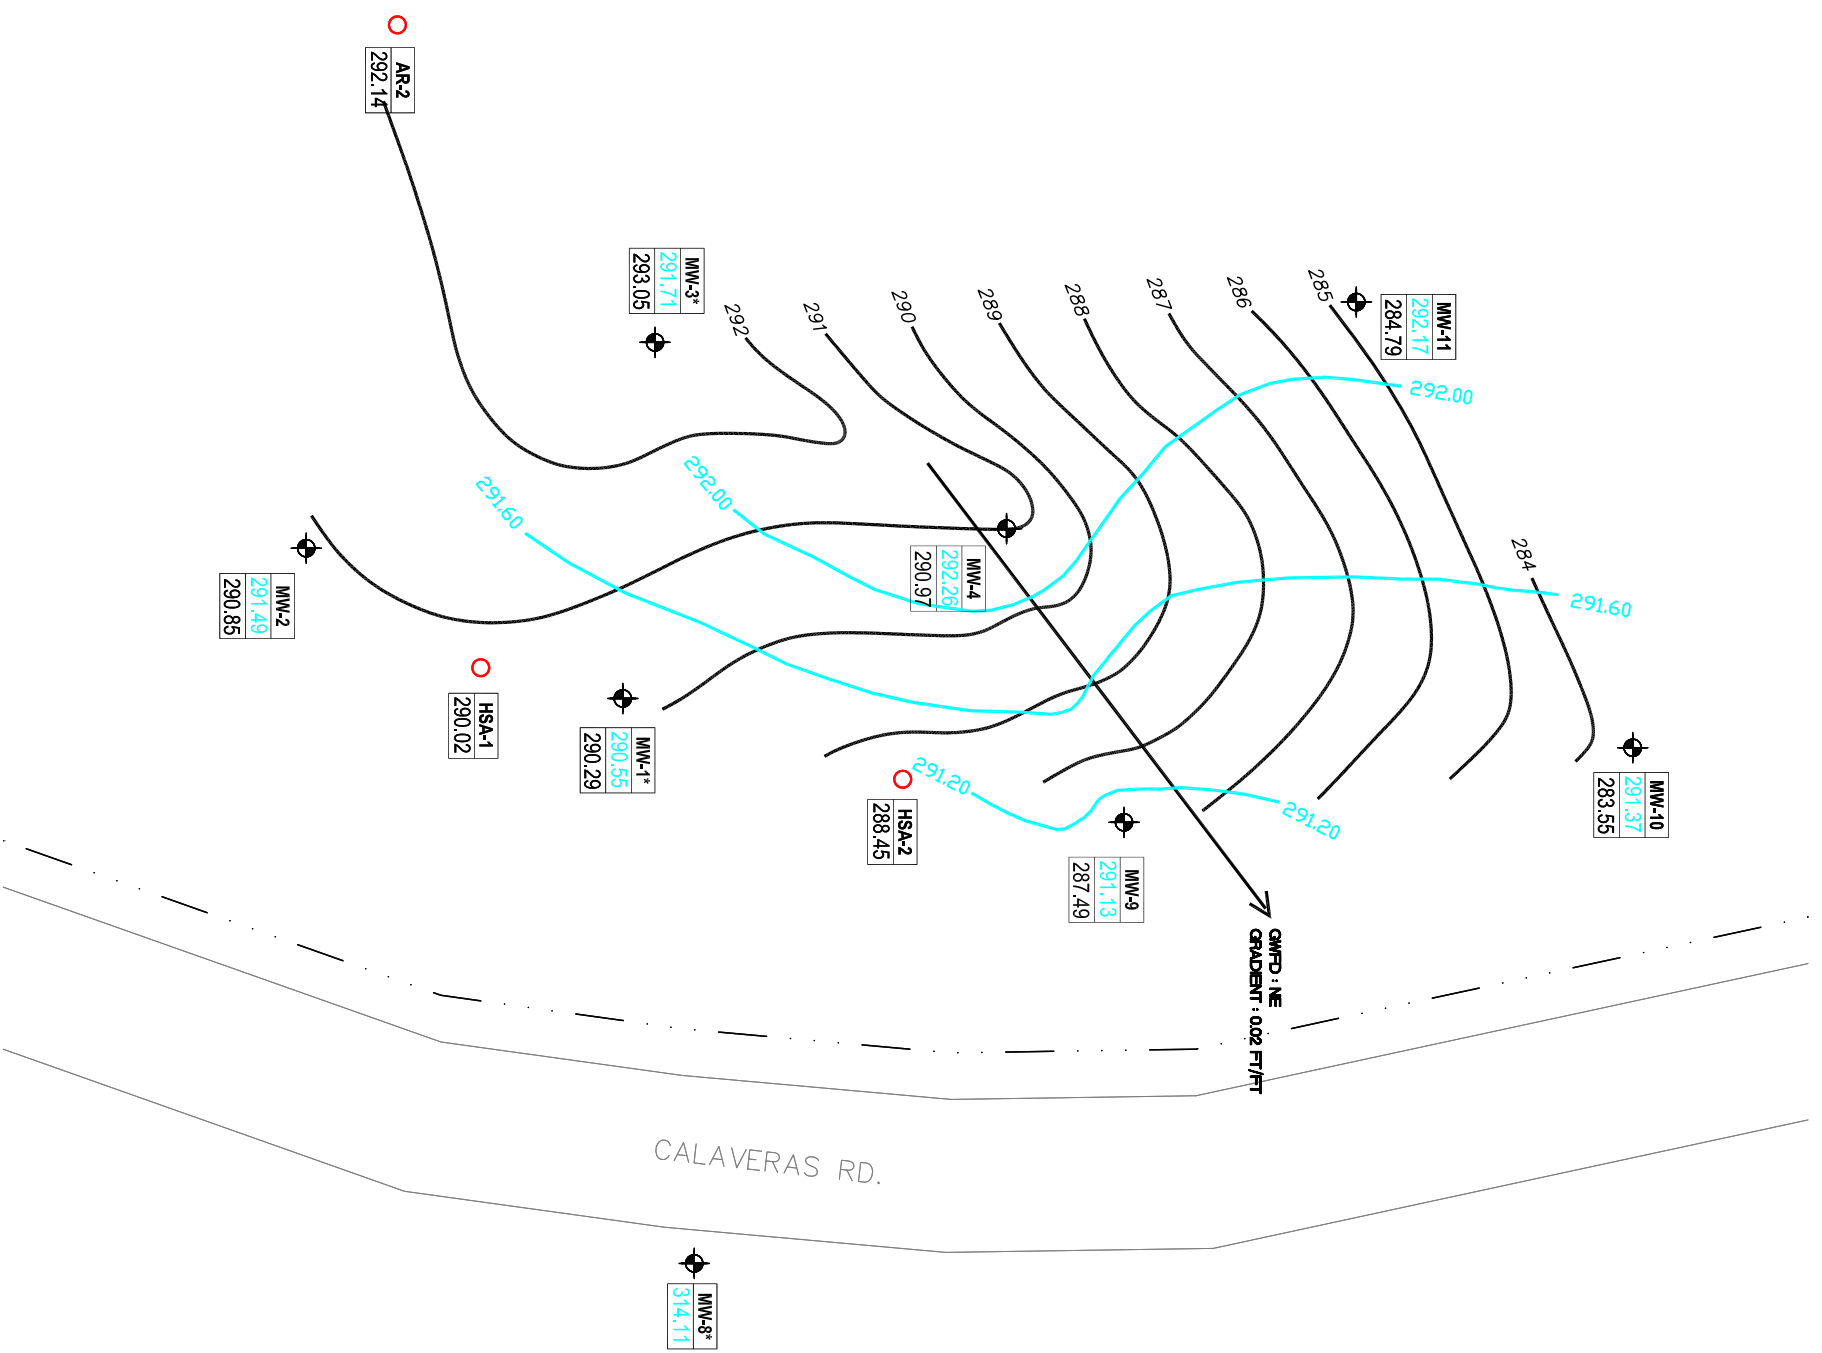 AR-2
292.14
MW-3*
291.71
293.05
292
291
290
289
288
287
286
285
MW-11
292.17
284.79
292.00
292.00
291.60
284
291.60
MW-4
292.26
290.97
MW-2
291.49
290.85
HSA-1
290.02
MW-1*
290.55
290.29
291.20
HSA-2
288.45
291.20
MW-10
291.37
283.55
MW-9
291.13
287.49
GWFD : NE
GRADIENT : 0.02 FT/FT
CALAVERAS RD.
MW-8*
314.11